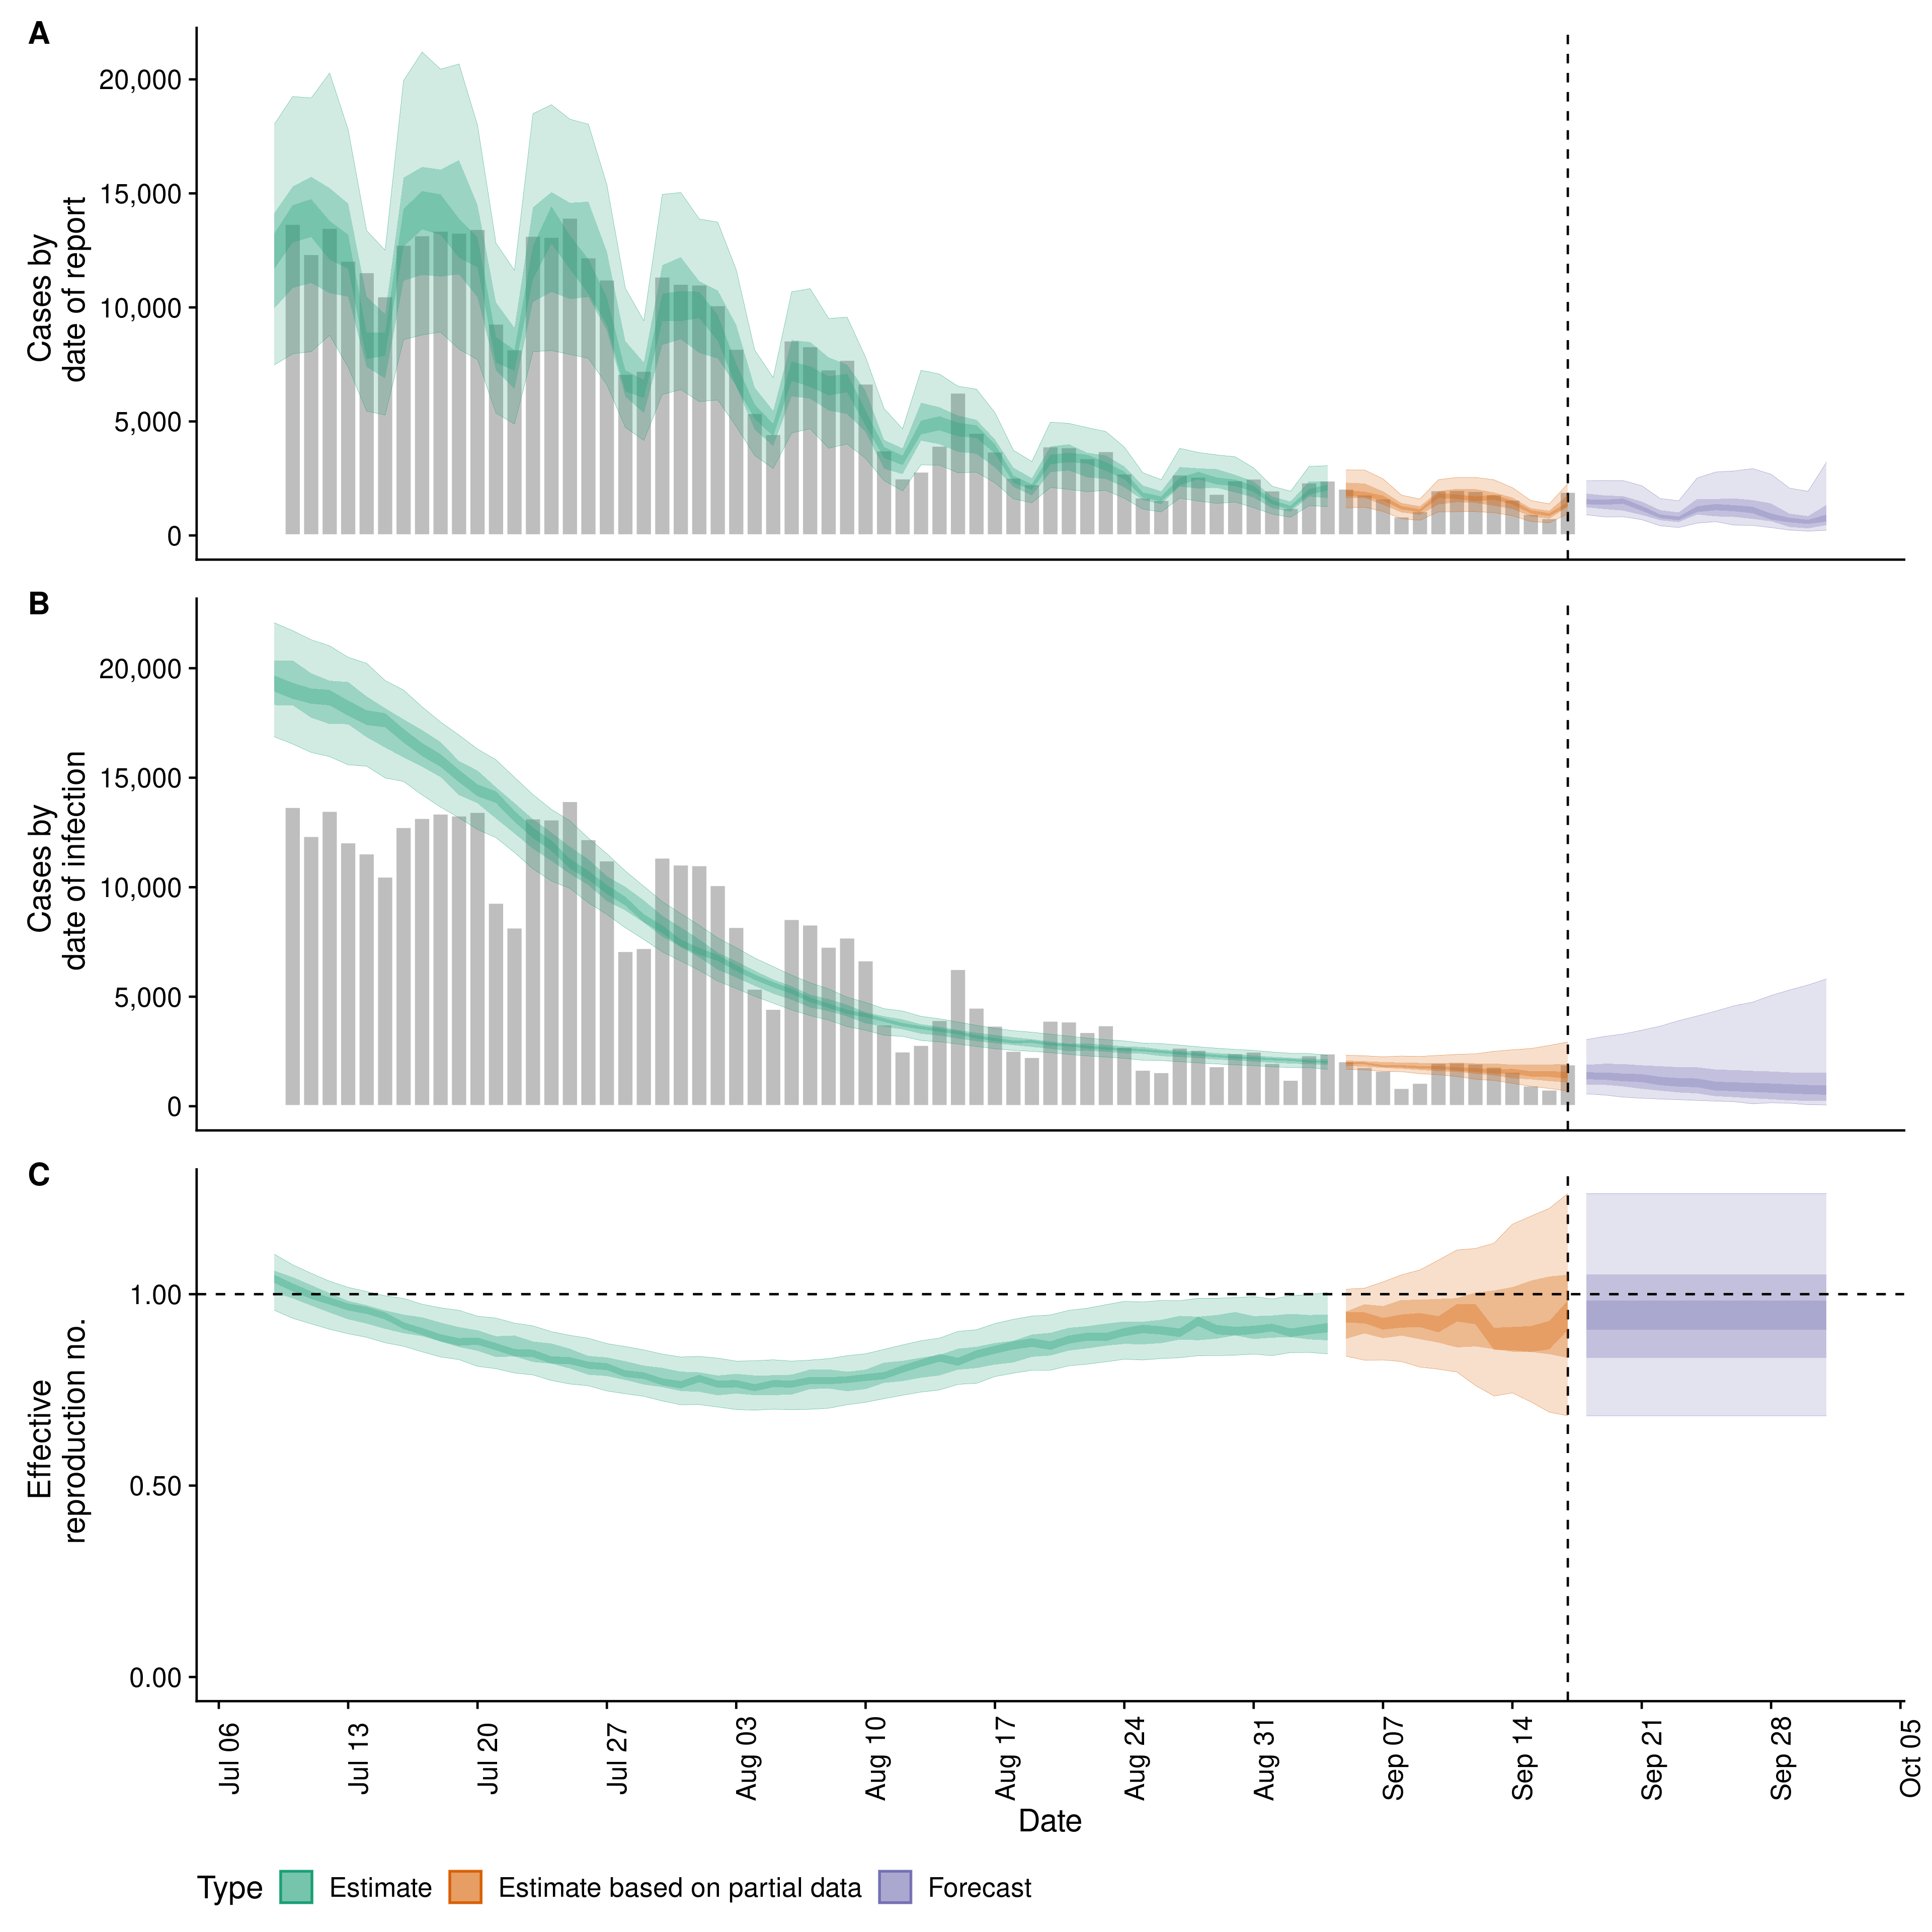 A
20,000
15,000
10,000
5,000
0
Cases by
date of report
B
20,000
15,000
10,000
5,000
0
Cases by
date of infection
C
1.00
0.50
0.00
Effective
reproduction no.
Jul 06
Jul 13
Jul 20
Jul 27
Aug 03
Aug 10
Aug 17
Aug 24
Aug 31
Sep 07
Sep 14
Sep 21
Sep 28
Oct 05
Date
Type Estimate Estimate based on partial data Forecast